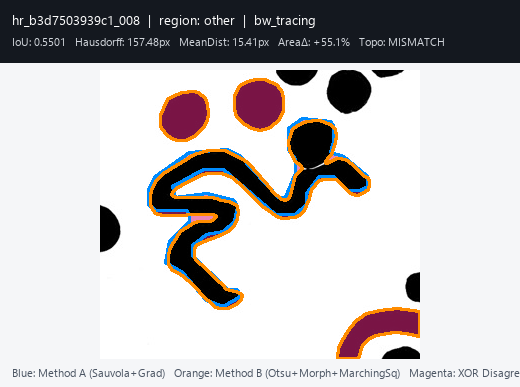 hr_b3d7503939c1_008 | region: other | bw_tracing
IoU: 0.5501 Hausdorff: 157.48px MeanDist: 15.41px AreaΔ: +55.1% Topo: MISMATCH
Blue: Method A (Sauvola+Grad) Orange: Method B (Otsu+Morph+MarchingSq) Magenta: XOR Disagre